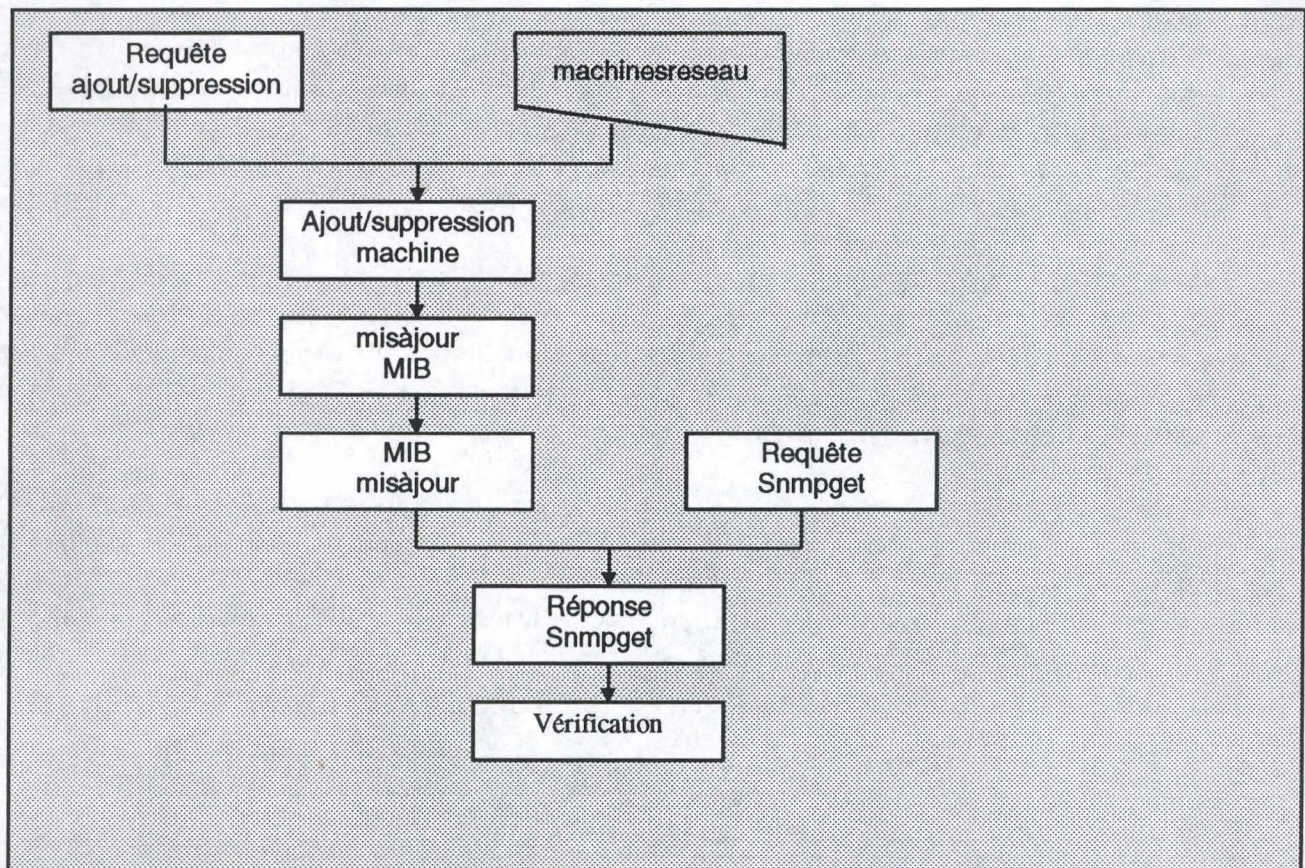 Requête
ajout/suppression
machinesreseau
Ajout/suppression
machine
misàjour
MIB
MIB
misàjour
Requête
Snmpget
Réponse
Snmpget
Vérification